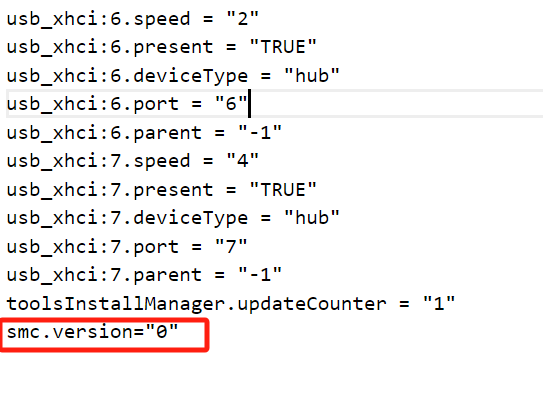 usb_xhci:6.speed = "2"
usb_xhci:6.present = "TRUE"
usb_xhci:6.deviceType = "hub"
usb_xhci:6.port = "6"
usb_xhci:6.parent = "-1"
usb_xhci:7.speed = "4"
usb_xhci:7.present = "TRUE"
usb_xhci:7.deviceType = "hub"
usb_xhci:7.port = "7"
usb_xhci:7.parent = "-1"
toolsInstallManager.updateCounter = "1"
smc.version="0"